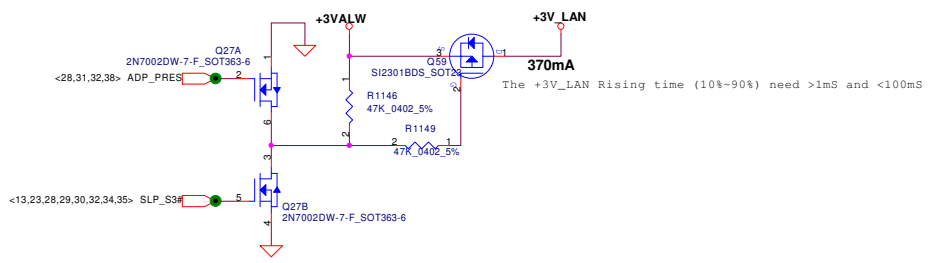 +3VALW
+3V_LAN
Q27A
2N7002DW-7-F_SOT363-6
1
3
Q59
1
SI2301BDS_SOT23
370mA
<28,31,32,38> ADP_PRES
2
1
2
The +3V_LAN Rising time (10%~90%) need >1mS and <100mS
R1146
47K_0402_5%
6
2
R1149
2
1
47K_0402_5%
3
<13,23,28,29,30,32,34,35> SLP_S3#
5
Q27B
2N7002DW-7-F_SOT363-6
4